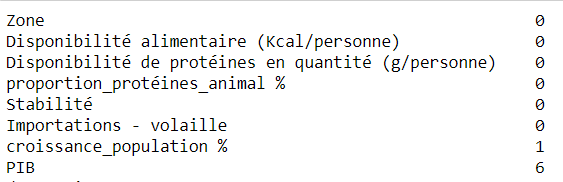 Zone 0
Disponibilité alimentaire (Kcal/personne) 0
Disponibilité de protéines en quantité (g/personne) 0
proportion_protéines_animal % 0
Stabilité 0
Importations - volaille 0
croissance_population % 1
PIB 6